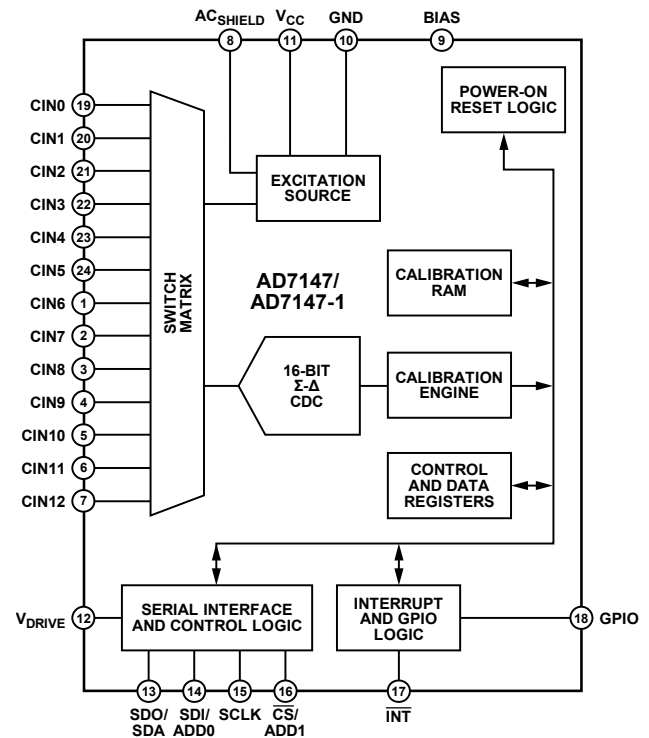 ACSHIELD
VCC
GND
BIAS
8
11
10
9
POWER-ON
RESET LOGIC
CIN0 19
CIN1 20
CIN2 21
CIN3 22
CIN4 23
CIN5 24
CIN6 1
CIN7 2
CIN8 3
CIN9 4
CIN10 5
CIN11 6
CIN12 7
SWITCH
MATRIX
EXCITATION
SOURCE
AD7147/
AD7147-1
CALIBRATION
RAM
16-BIT
Σ-Δ
CDC
CALIBRATION
ENGINE
CONTROL
AND DATA
REGISTERS
VDRIVE 12
SERIAL INTERFACE
AND CONTROL LOGIC
INTERRUPT
AND GPIO
LOGIC
18 GPIO
13
14
15
16
17
SDO/
SDA
SDI/
ADD0
SCLK
CS/
ADD1
INT